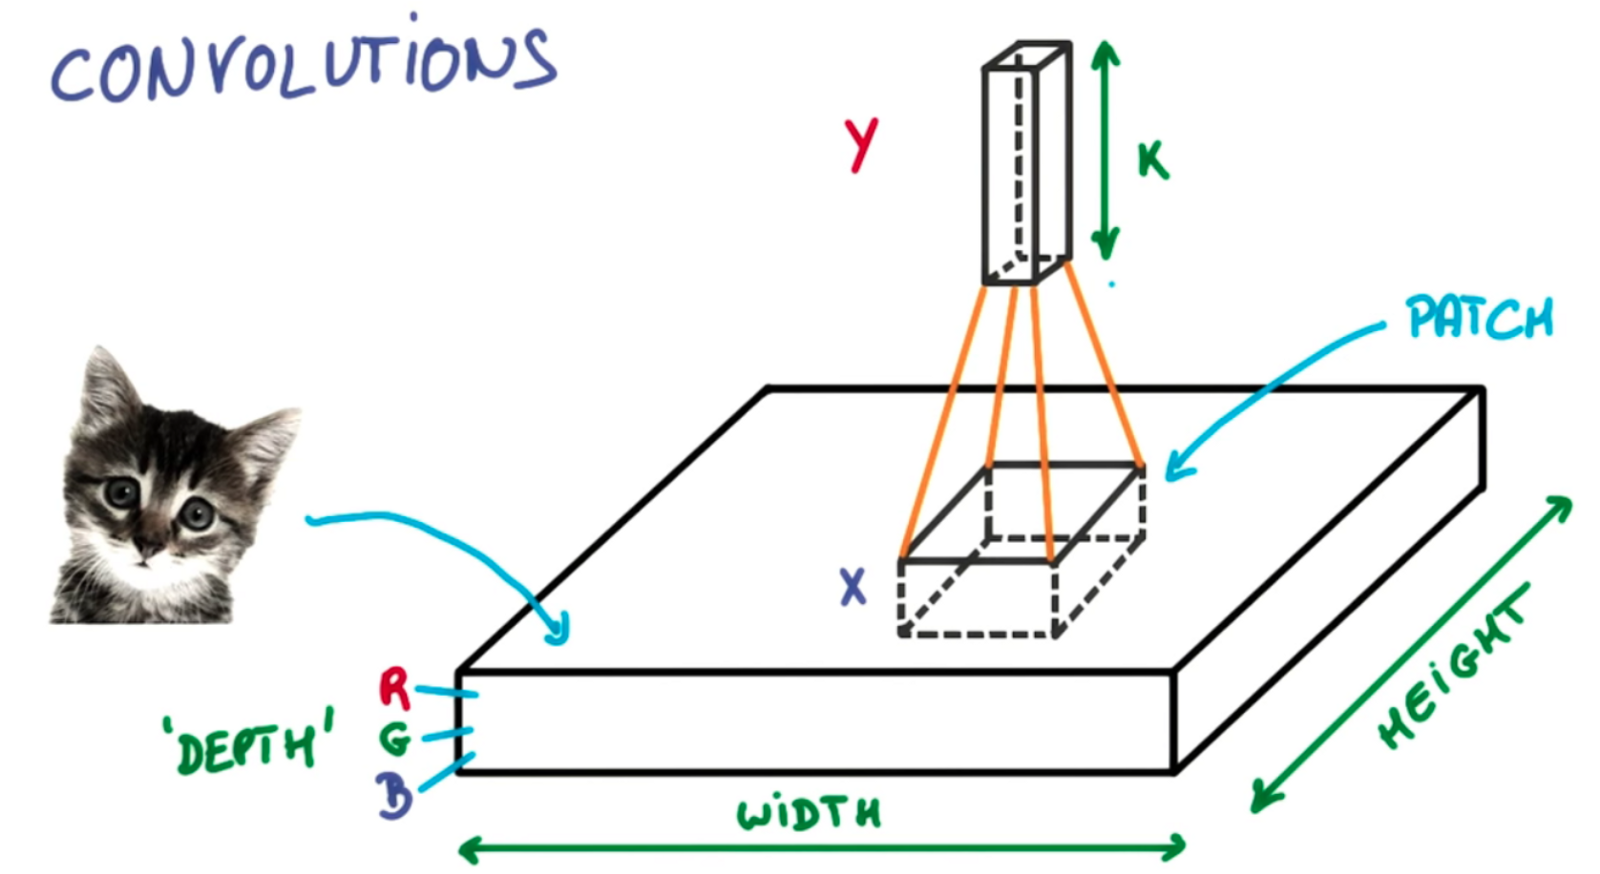 CONVOLUTIONS
Y
K
PATCH
X
R
'DEPTH'
G
B
HEIGHT
WIDTH